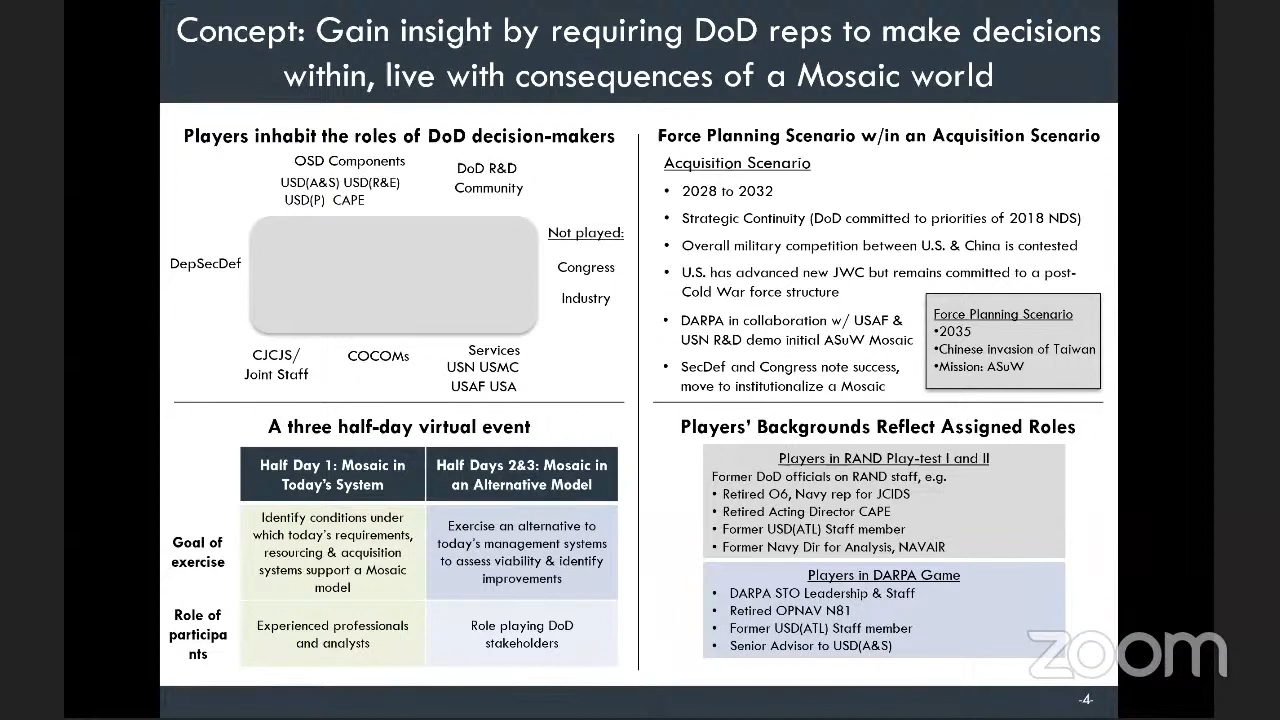 Concept: Gain insight by requiring DoD reps to make decisions
within, live with consequences of a Mosaic world
Players inhabit the roles of DoD decision-makers
OSD Components
USD(A&S) USD(R&E)
USD(P) CAPE
DoD R&D
Community
DepSecDef
Not played:
Congress
Industry
CJCJS/
Joint Staff
COCOMs
Services
USN USMC
USAF USA
Force Planning Scenario w/in an Acquisition Scenario
Acquisition Scenario
• 2028 to 2032
• Strategic Continuity (DoD committed to priorities of 2018 NDS)
• Overall military competition between U.S. & China is contested
• U.S. has advanced new JWC but remains committed to a post-
Cold War force structure
• DARPA in collaboration w/ USAF &
USN R&D demo initial ASuW Mosaic
• SecDef and Congress note success,
move to institutionalize a Mosaic
Force Planning Scenario
•2035
•Chinese invasion of Taiwan
•Mission: ASuW
A three half-day virtual event
Half Day 1: Mosaic in
Today's System
Half Days 2&3: Mosaic in
an Alternative Model
Goal of
exercise
Identify conditions under
which today's requirements,
resourcing & acquisition
systems support a Mosaic
model
Exercise an alternative to
today's management systems
to assess viability & identify
improvements
Role of
participa
nts
Experienced professionals
and analysts
Role playing DoD
stakeholders
Players' Backgrounds Reflect Assigned Roles
Players in RAND Play-test I and II
Former DoD officials on RAND staff, e.g.
• Retired O6, Navy rep for JCIDS
• Retired Acting Director CAPE
• Former USD(ATL) Staff member
• Former Navy Dir for Analysis, NAVAIR
Players in DARPA Game
• DARPA STO Leadership & Staff
• Retired OPNAV N81
• Former USD(ATL) Staff member
• Senior Advisor to USD(A&S)
zoom
-4-